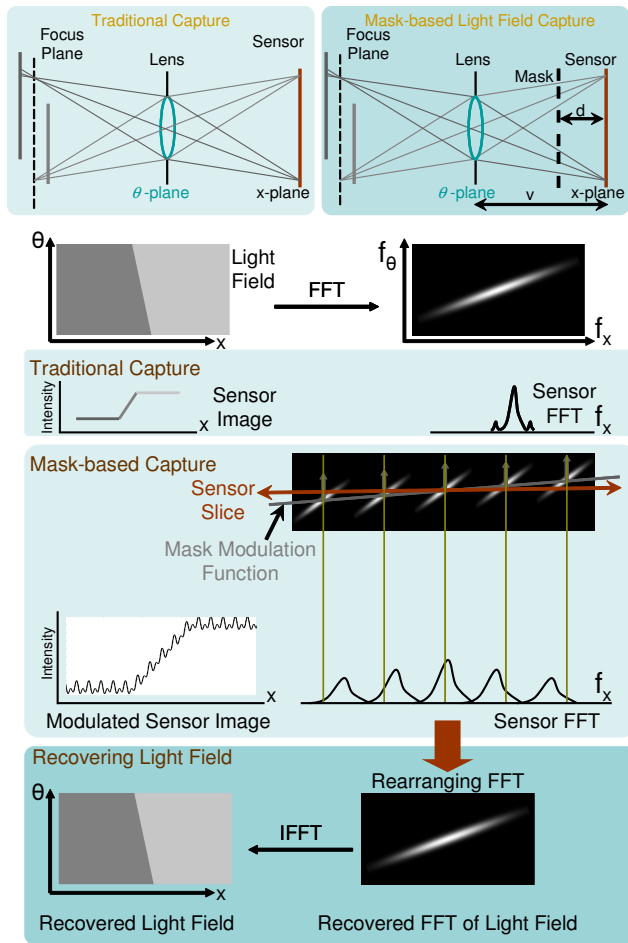 Traditional Capture
Focus
Plane
Lens
Sensor
θ-plane
x-plane
Mask-based Light Field Capture
Focus
Plane
Lens
Mask
Sensor
d
θ-plane
x-plane
v
θ
x
Light
Field
FFT
fθ
fx
Traditional Capture
Intensity
x
Sensor
Image
Sensor
FFT
fx
Mask-based Capture
Sensor
Slice
Mask Modulation
Function
Intensity
x
Modulated Sensor Image
fx
Sensor FFT
Recovering Light Field
Rearranging FFT
θ
x
IFFT
Recovered Light Field
Recovered FFT of Light Field